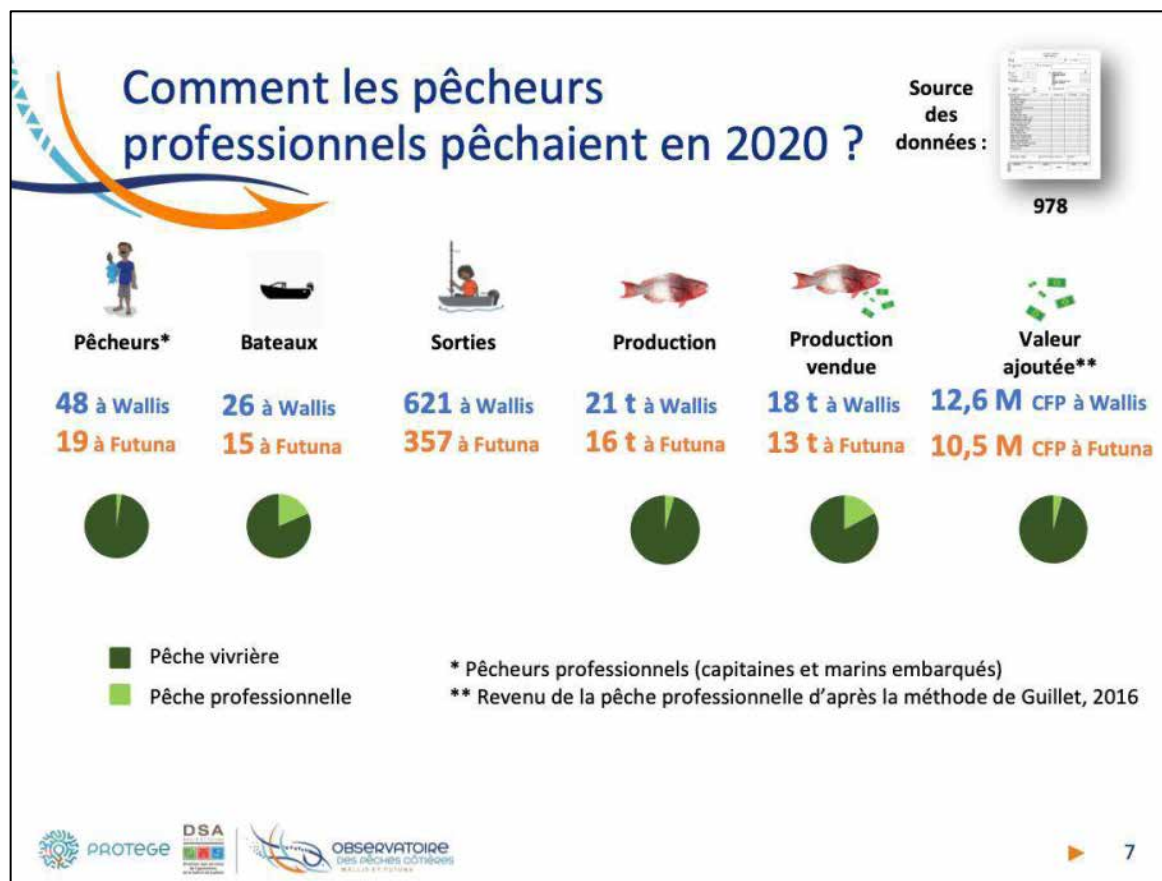 Comment les pêcheurs
professionnels pêchaient en 2020 ?
Source
des
données :
978
Pêcheurs*
Bateaux
Sorties
Production
Production
vendue
Valeur
ajoutée**
48 à Wallis
26 à Wallis
621 à Wallis
21 t à Wallis
18 t à Wallis
12,6 M CFP à Wallis
19 à Futuna
15 à Futuna
357 à Futuna
16 t à Futuna
13 t à Futuna
10,5 M CFP à Futuna
Pêche vivrière
Pêche professionnelle
* Pêcheurs professionnels (capitaines et marins embarqués)
** Revenu de la pêche professionnelle d'après la méthode de Guillet, 2016
PROTEGE
DSA
OBSERVATOIRE
DES PÊCHES CÔTIÈRES
WALLIS ET FUTUNA
7